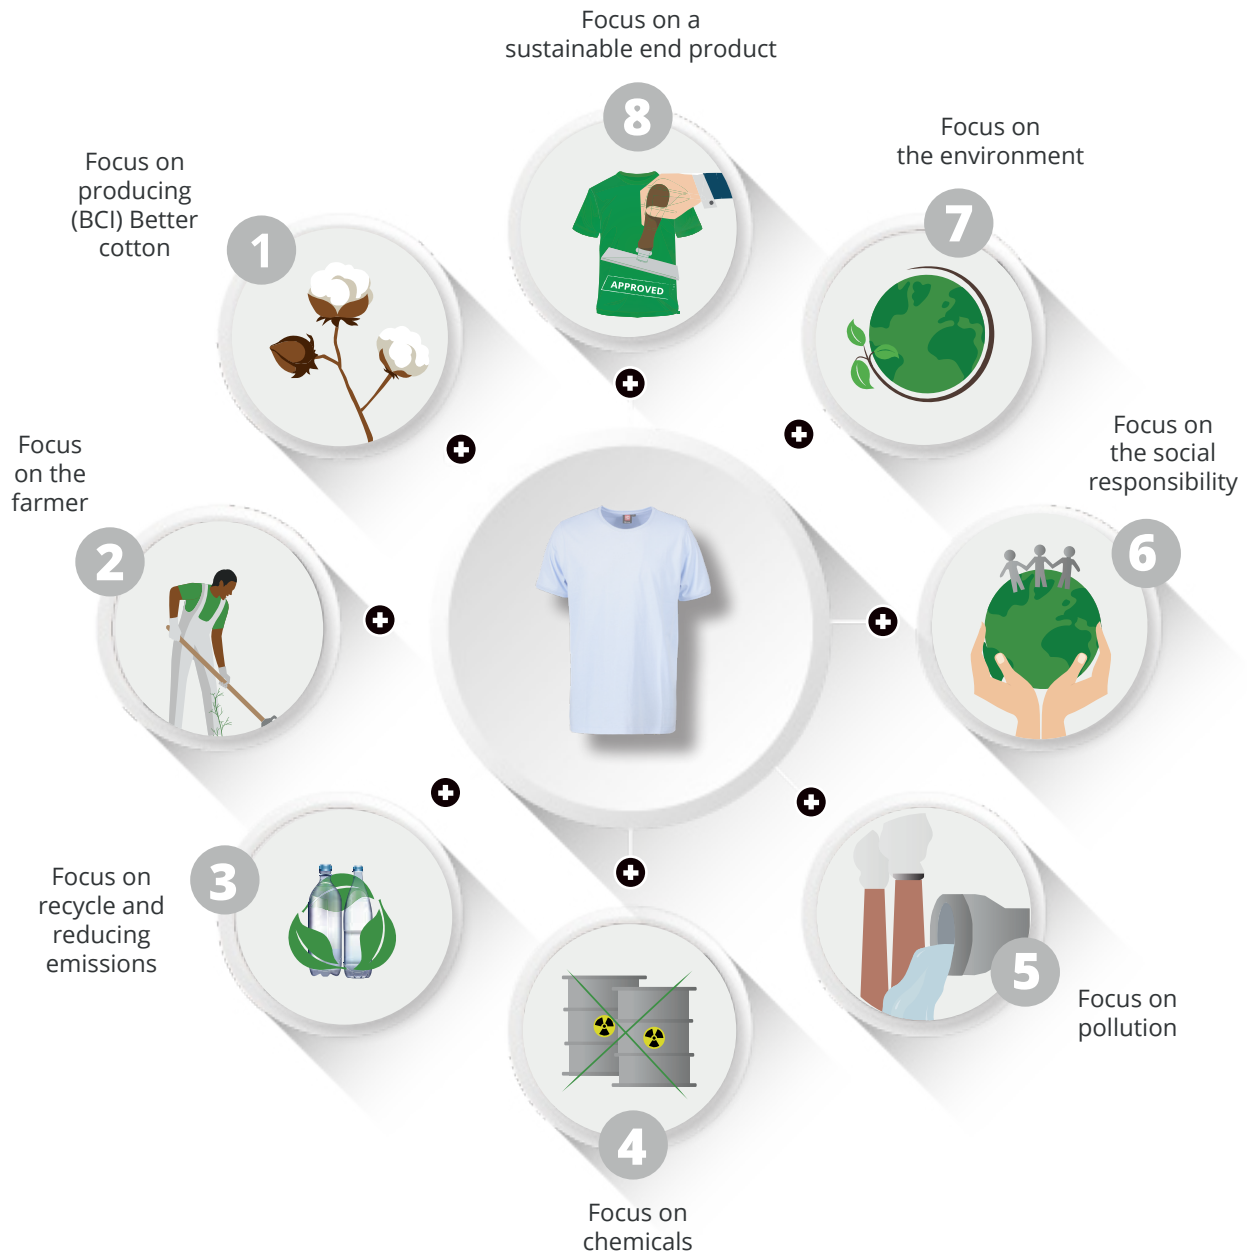 Focus on
producing
(BCI) Better
cotton
1
Focus
on the
farmer
2
Focus on
recycle and
reducing
emissions
3
4
Focus on
chemicals
5
Focus on
pollution
Focus on
the social
responsibility
6
Focus on
the environment
7
Focus on a
sustainable end product
8
APPROVED